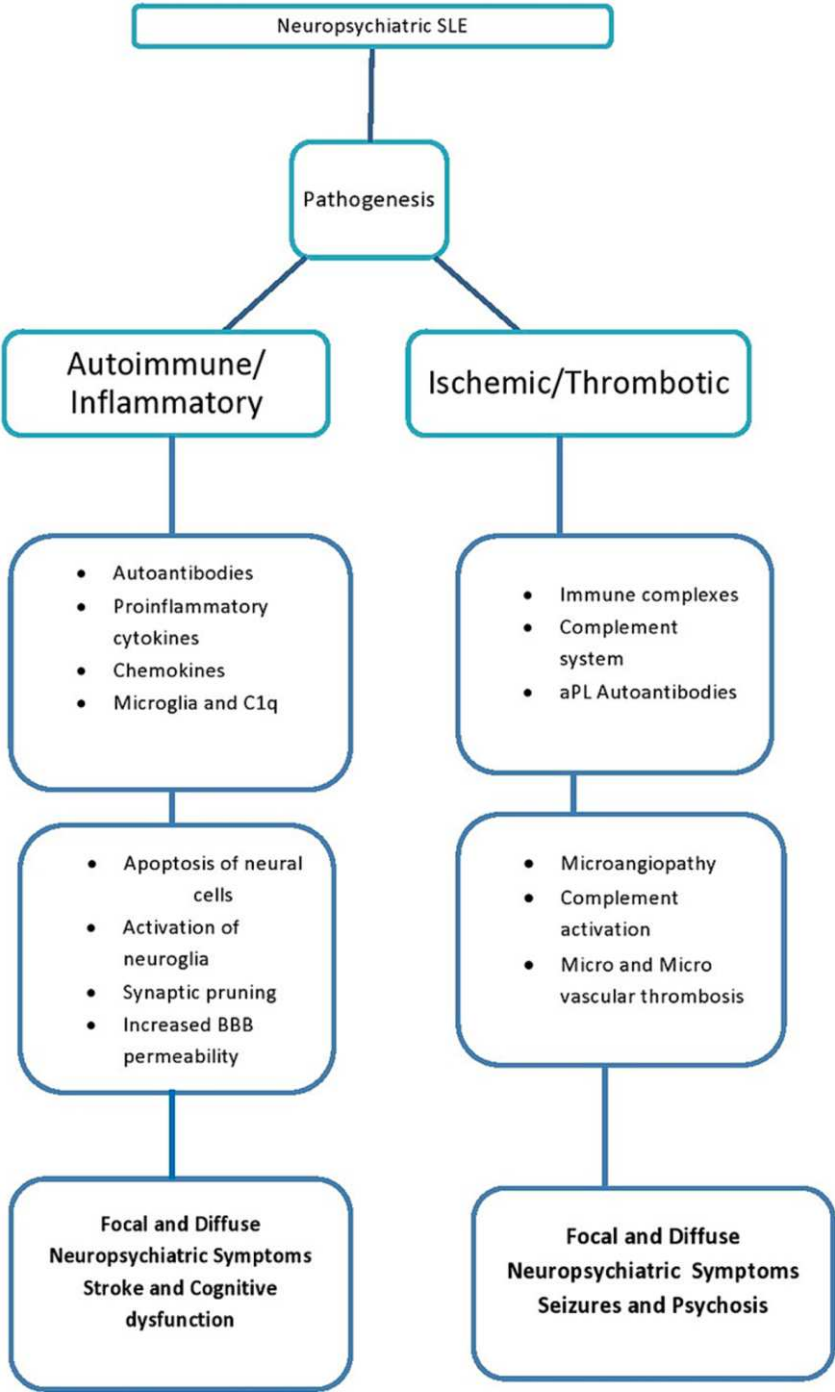 Neuropsychiatric SLE
Pathogenesis
Autoimmune/
Inflammatory
Ischemic/Thrombotic
• Autoantibodies
• Proinflammatory
cytokines
• Chemokines
• Microglia and C1q
• Immune complexes
• Complement
system
• aPL Autoantibodies
• Apoptosis of neural
cells
• Activation of
neuroglia
• Synaptic pruning
• Increased BBB
permeability
• Microangiopathy
• Complement
activation
• Micro and Micro
vascular thrombosis
Focal and Diffuse
Neuropsychiatric Symptoms
Stroke and Cognitive
dysfunction
Focal and Diffuse
Neuropsychiatric Symptoms
Seizures and Psychosis